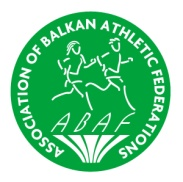 ASSOCIATION OF BALKAN ATHLETIC FEDERATIONS
ABAF